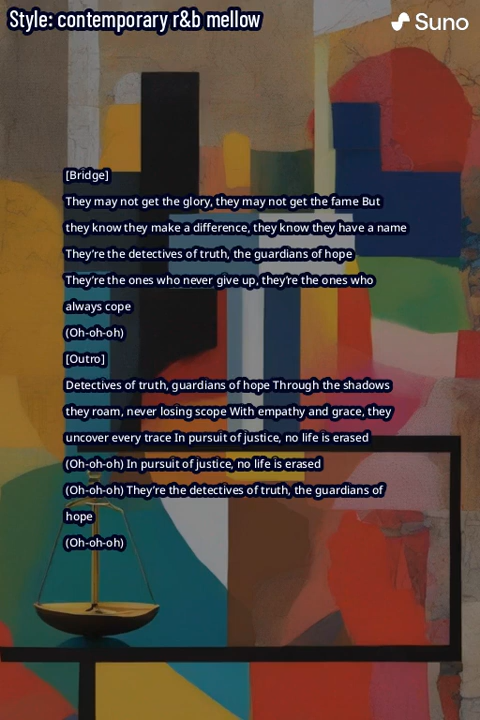 Style: contemporary r&b mellow
Suno
[Bridge]
They may not get the glory, they may not get the fame But
they know they make a difference, they know they have a name
They're the detectives of truth, the guardians of hope
They're the ones who never give up, they're the ones who
always cope
(Oh-oh-oh)
[Outro]
Detectives of truth, guardians of hope Through the shadows
they roam, never losing scope With empathy and grace, they
uncover every trace In pursuit of justice, no life is erased
(Oh-oh-oh) In pursuit of justice, no life is erased
(Oh-oh-oh) They're the detectives of truth, the guardians of
hope
(Oh-oh-oh)